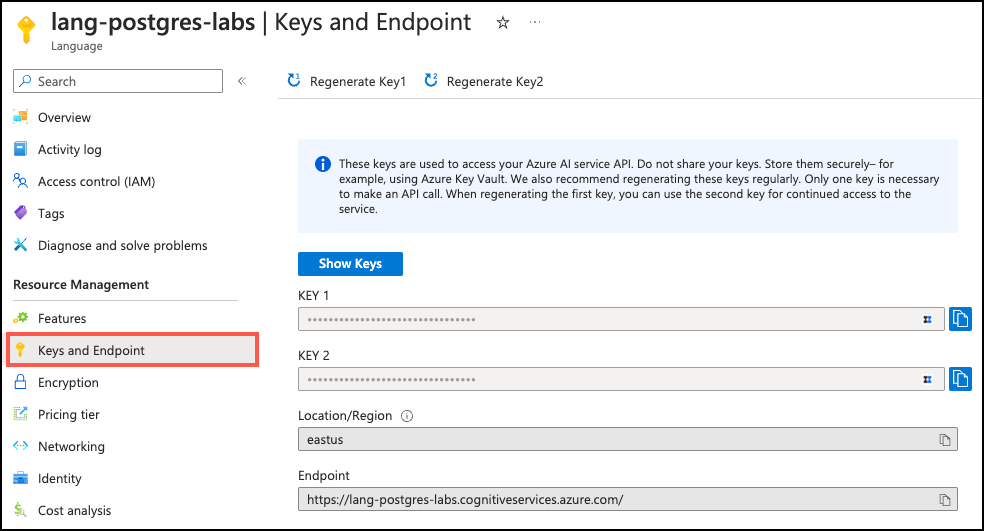 lang-postgres-labs | Keys and Endpoint
Language
Search
Overview
Activity log
Access control (IAM)
Tags
Diagnose and solve problems
Resource Management
Features
Keys and Endpoint
Encryption
Pricing tier
Networking
Identity
Cost analysis
Regenerate Key1
Regenerate Key2
These keys are used to access your Azure AI service API. Do not share your keys. Store them securely– for
example, using Azure Key Vault. We also recommend regenerating these keys regularly. Only one key is necessary
to make an API call. When regenerating the first key, you can use the second key for continued access to the
service.
Show Keys
KEY 1
••••••••••••••••••••••••••••••••
KEY 2
••••••••••••••••••••••••••••••••
Location/Region
eastus
Endpoint
https://lang-postgres-labs.cognitiveservices.azure.com/